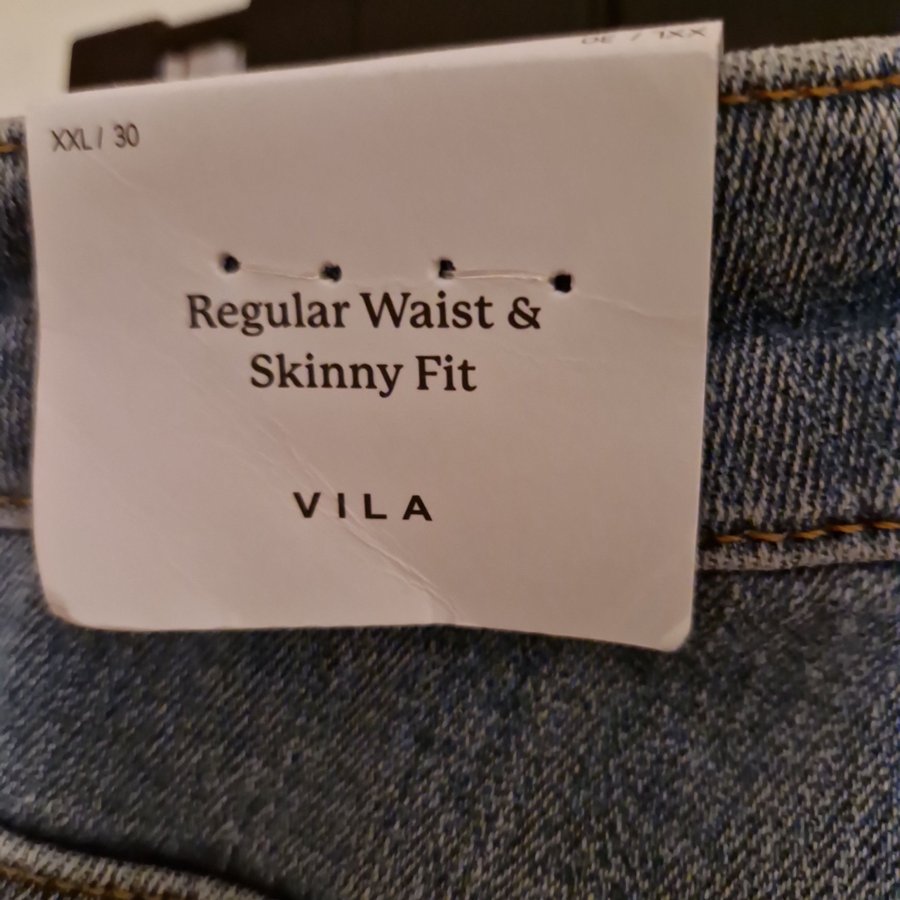 XXL / 30
Regular Waist &
Skinny Fit
VILA